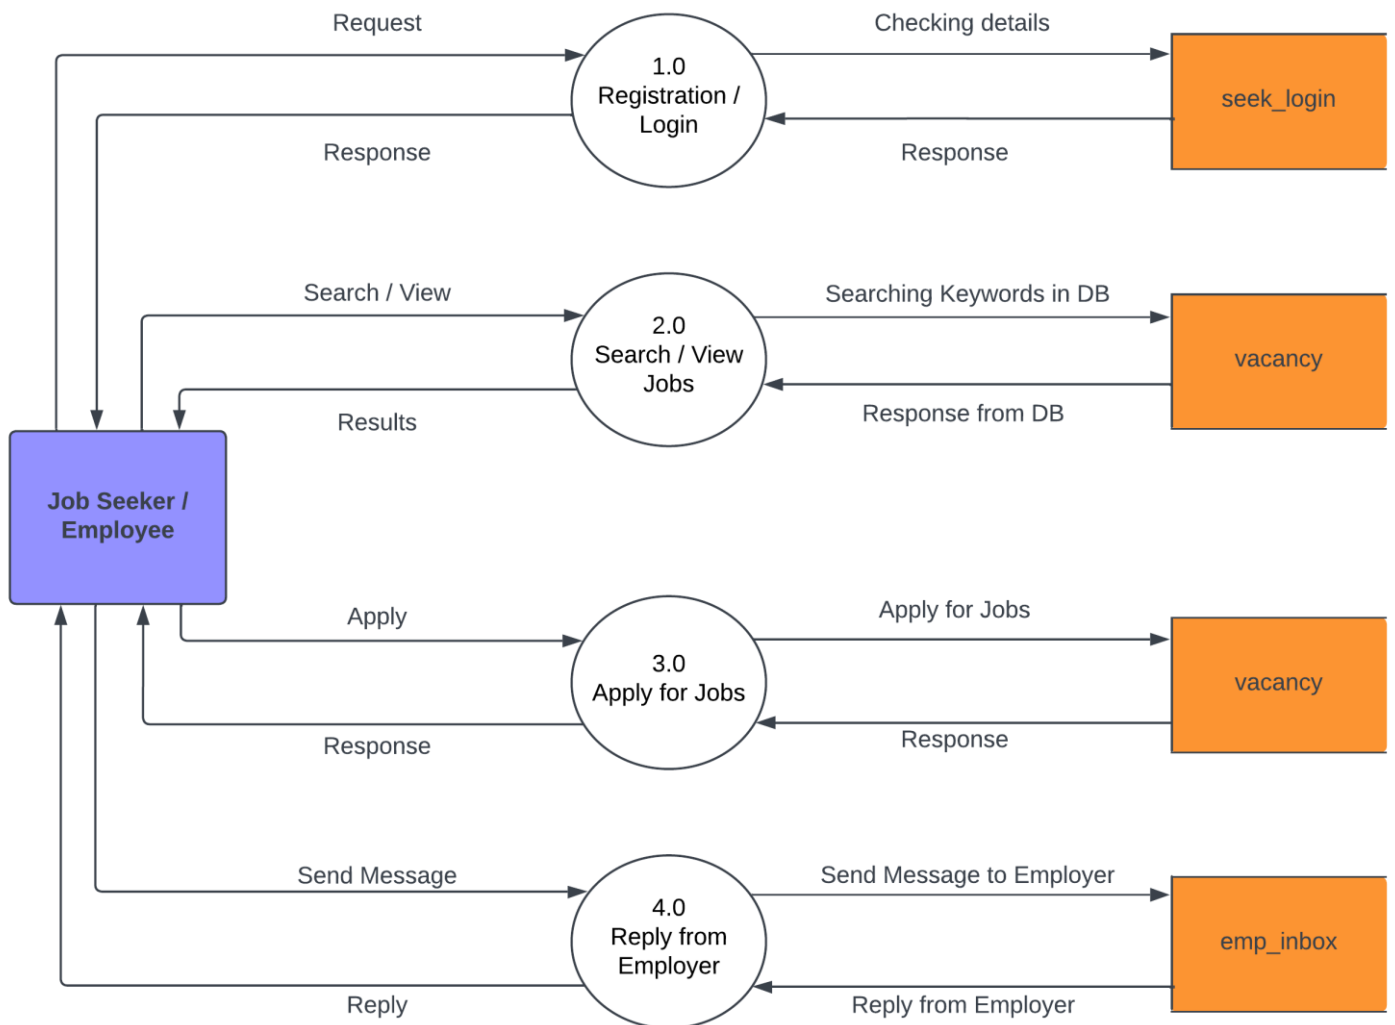 Request
Checking details
1.0
Registration /
Login
seek_login
Response
Response
Search / View
Searching Keywords in DB
2.0
Search / View
Jobs
vacancy
Results
Response from DB
Job Seeker /
Employee
Apply
Apply for Jobs
3.0
Apply for Jobs
vacancy
Response
Response
Send Message
Send Message to Employer
4.0
Reply from
Employer
emp_inbox
Reply
Reply from Employer